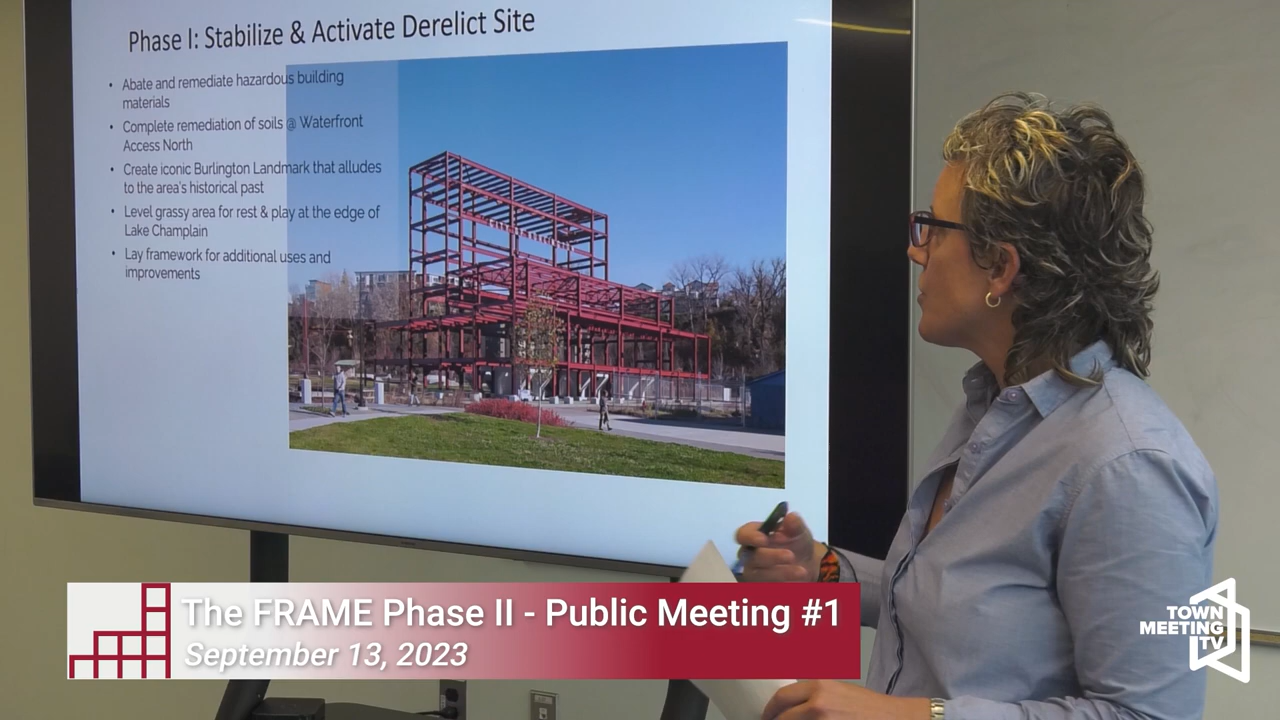 Phase I: Stabilize & Activate Derelict Site
• Abate and remediate hazardous building
materials
• Complete remediation of soils @ Waterfront
Access North
• Create iconic Burlington Landmark that alludes
to the area's historical past
• Level grassy area for rest & play at the edge of
Lake Champlain
• Lay framework for additional uses and
improvements
The FRAME Phase II - Public Meeting #1
September 13, 2023
TOWN
MEETING
TV